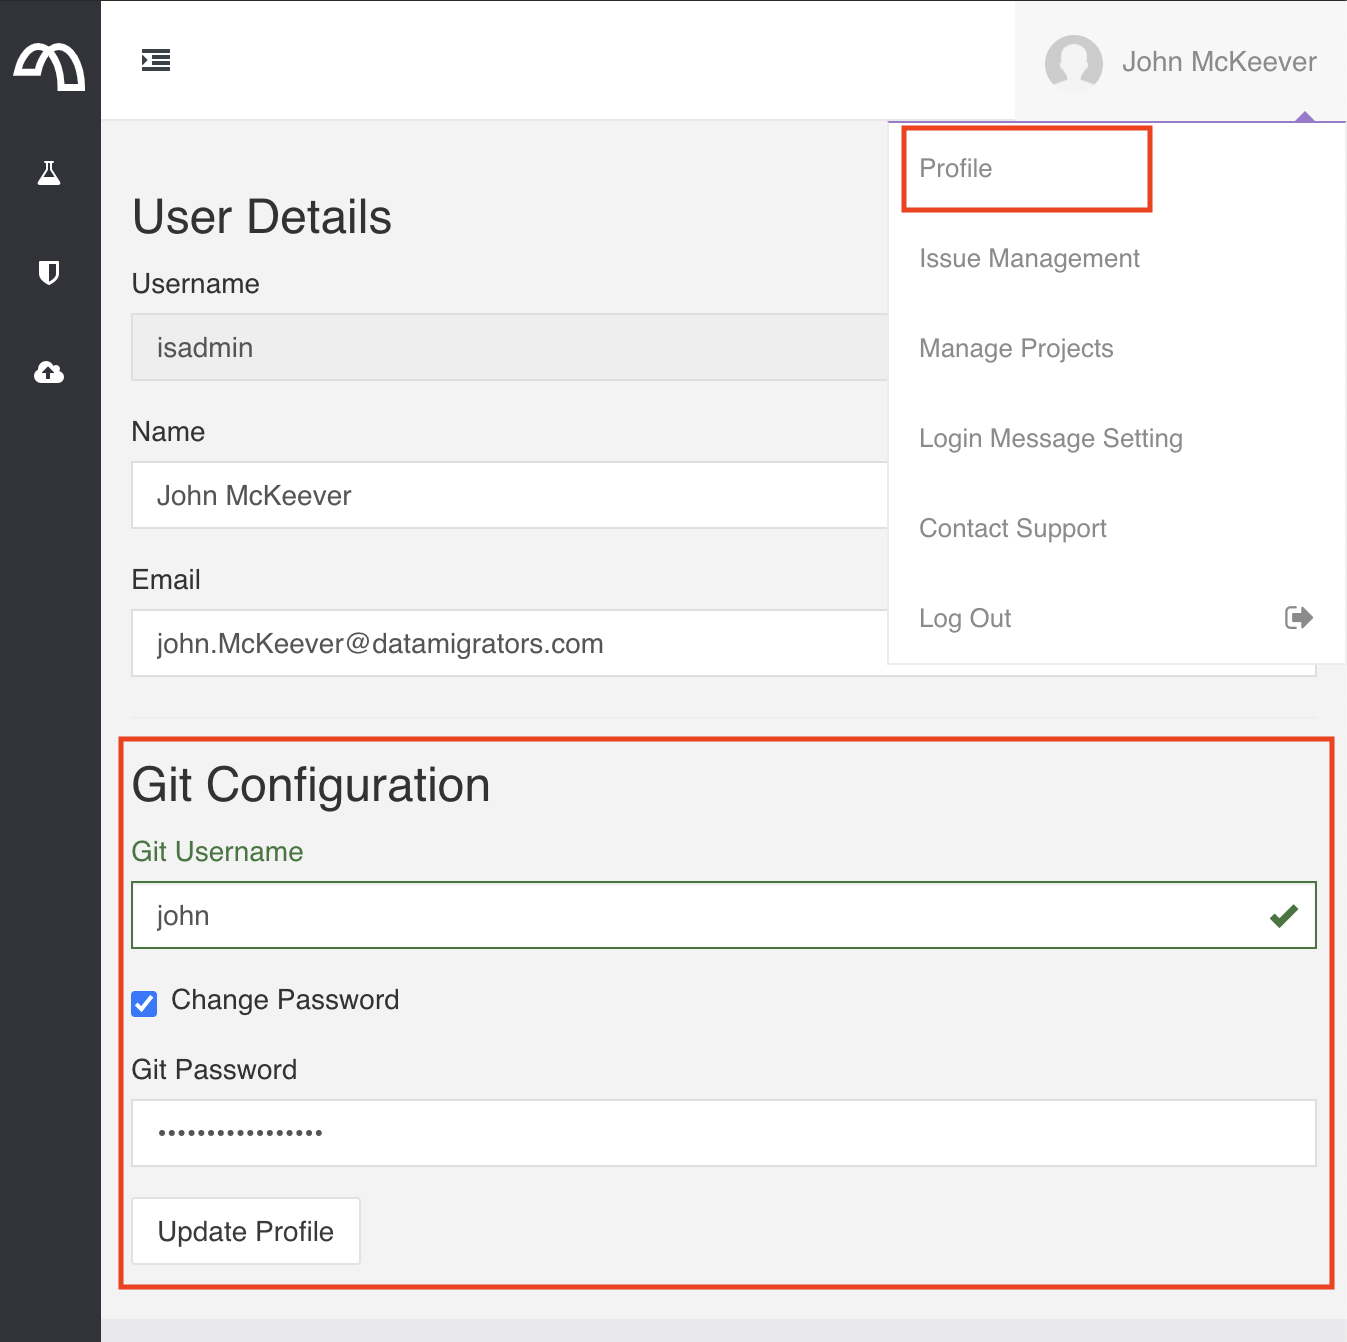 John McKeever
Profile
Issue Management
Manage Projects
Login Message Setting
Contact Support
Log Out
User Details
Username
isadmin
Name
John McKeever
Email
john.McKeever@datamigrators.com
Git Configuration
Git Username
john
Change Password
Git Password
•••••••••••••••••
Update Profile